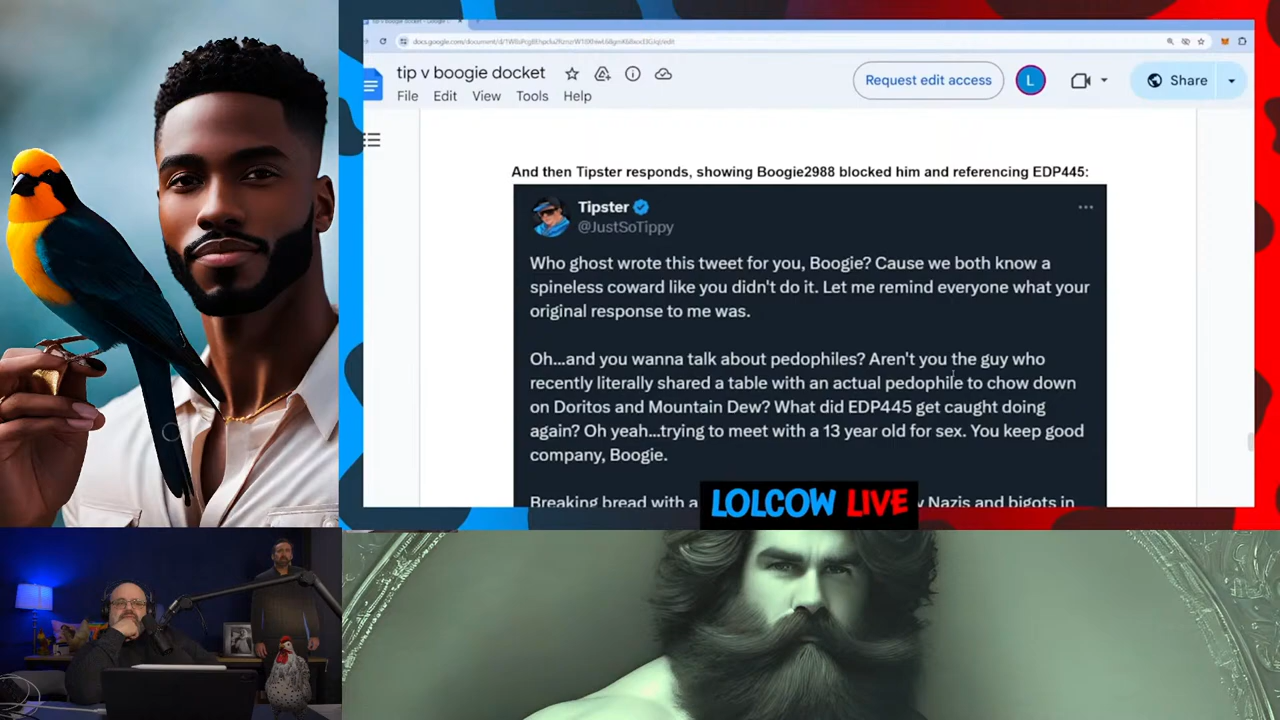 tip v boogie docket
Request edit access
L
Share
File Edit View Tools Help
And then Tipster responds, showing Boogie2988 blocked him and referencing EDP445:
Tipster
@JustSoTippy
Who ghost wrote this tweet for you, Boogie? Cause we both know a
spineless coward like you didn't do it. Let me remind everyone what your
original response to me was.
Oh...and you wanna talk about pedophiles? Aren't you the guy who
recently literally shared a table with an actual pedophile to chow down
on Doritos and Mountain Dew? What did EDP445 get caught doing
again? Oh yeah...trying to meet with a 13 year old for sex. You keep good
company, Boogie.
Breaking bread with a
Nazis and bigots in
LOLCOW LIVE